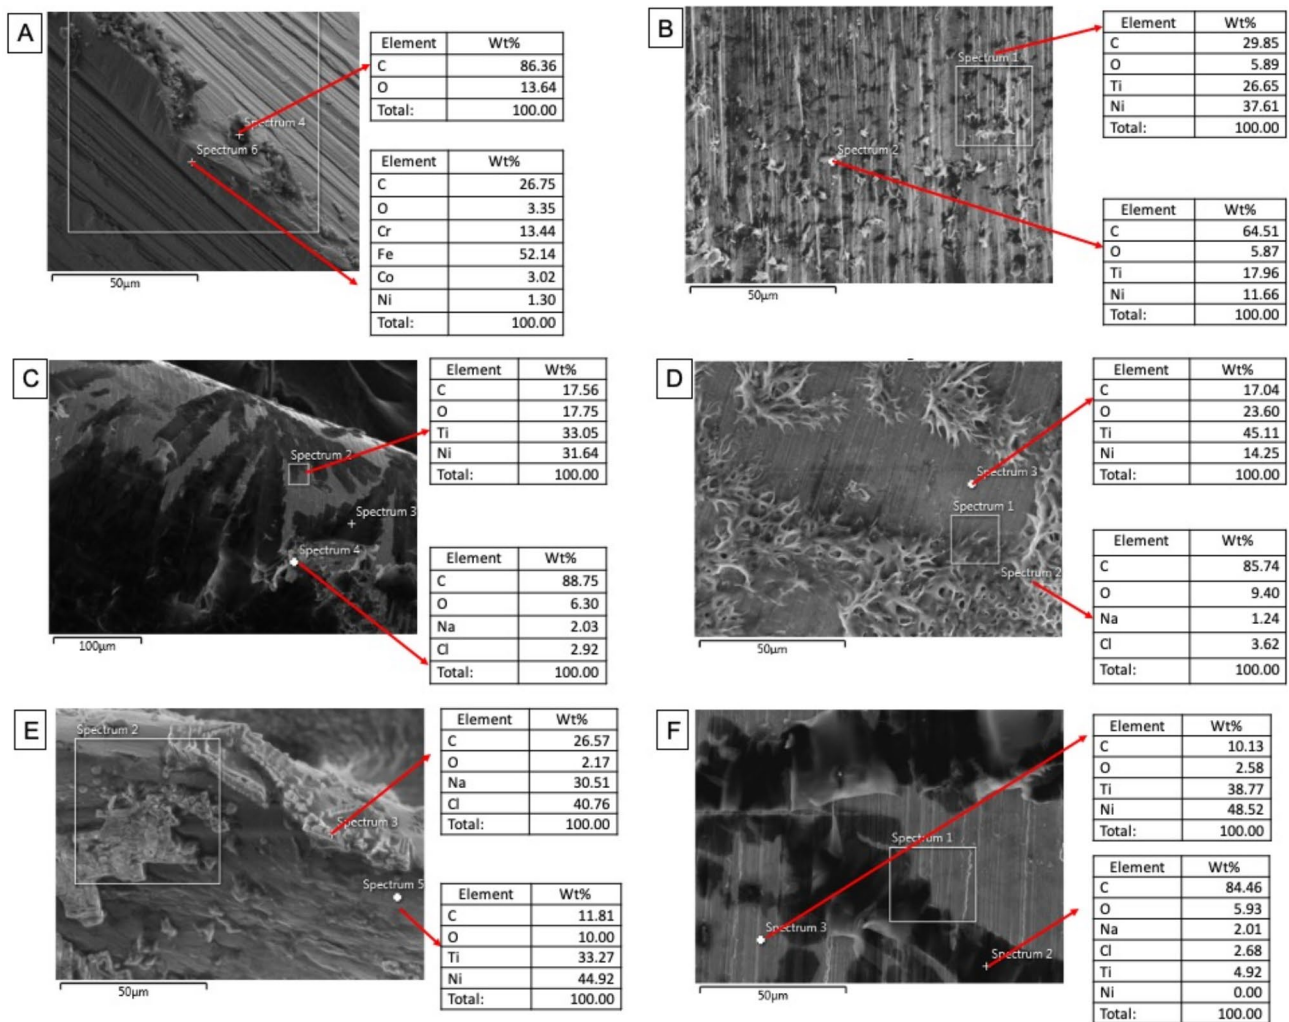 A
Spectrum 4
Spectrum 6
50µm
Element Wt%
C 86.36
O 13.64
Total: 100.00
Element Wt%
C 26.75
O 3.35
Cr 13.44
Fe 52.14
Co 3.02
Ni 1.30
Total: 100.00
B
Spectrum 1
Spectrum 2
50µm
Element Wt%
C 29.85
O 5.89
Ti 26.65
Ni 37.61
Total: 100.00
Element Wt%
C 64.51
O 5.87
Ti 17.96
Ni 11.66
Total: 100.00
C
Spectrum 2
Spectrum 3
Spectrum 4
100µm
Element Wt%
C 17.56
O 17.75
Ti 33.05
Ni 31.64
Total: 100.00
Element Wt%
C 88.75
O 6.30
Na 2.03
Cl 2.92
Total: 100.00
D
Spectrum 3
Spectrum 1
Spectrum 2
50µm
Element Wt%
C 17.04
O 23.60
Ti 45.11
Ni 14.25
Total: 100.00
Element Wt%
C 85.74
O 9.40
Na 1.24
Cl 3.62
Total: 100.00
E
Spectrum 2
Spectrum 3
Spectrum 5
50µm
Element Wt%
C 26.57
O 2.17
Na 30.51
Cl 40.76
Total: 100.00
Element Wt%
C 11.81
O 10.00
Ti 33.27
Ni 44.92
Total: 100.00
F
Spectrum 1
Spectrum 3
Spectrum 2
50µm
Element Wt%
C 10.13
O 2.58
Ti 38.77
Ni 48.52
Total: 100.00
Element Wt%
C 84.46
O 5.93
Na 2.01
Cl 2.68
Ti 4.92
Ni 0.00
Total: 100.00